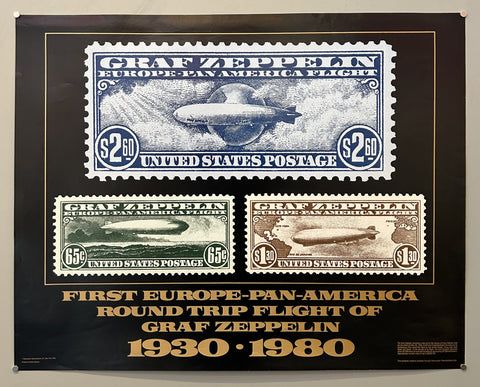 GRAF ZEPPELIN
EUROPE-PAN-AMERICA FLIGHT
$2.60 $2.60
UNITED STATES POSTAGE
GRAF ZEPPELIN
EUROPE-PAN-AMERICA FLIGHT
65¢ 65¢
UNITED STATES POSTAGE
GRAF ZEPPELIN
EUROPE-PAN-AMERICA FLIGHT
$1.30 $1.30
UNITED STATES POSTAGE
FIRST EUROPE-PAN-AMERICA
ROUND TRIP FLIGHT OF
GRAF ZEPPELIN
1930 • 1980